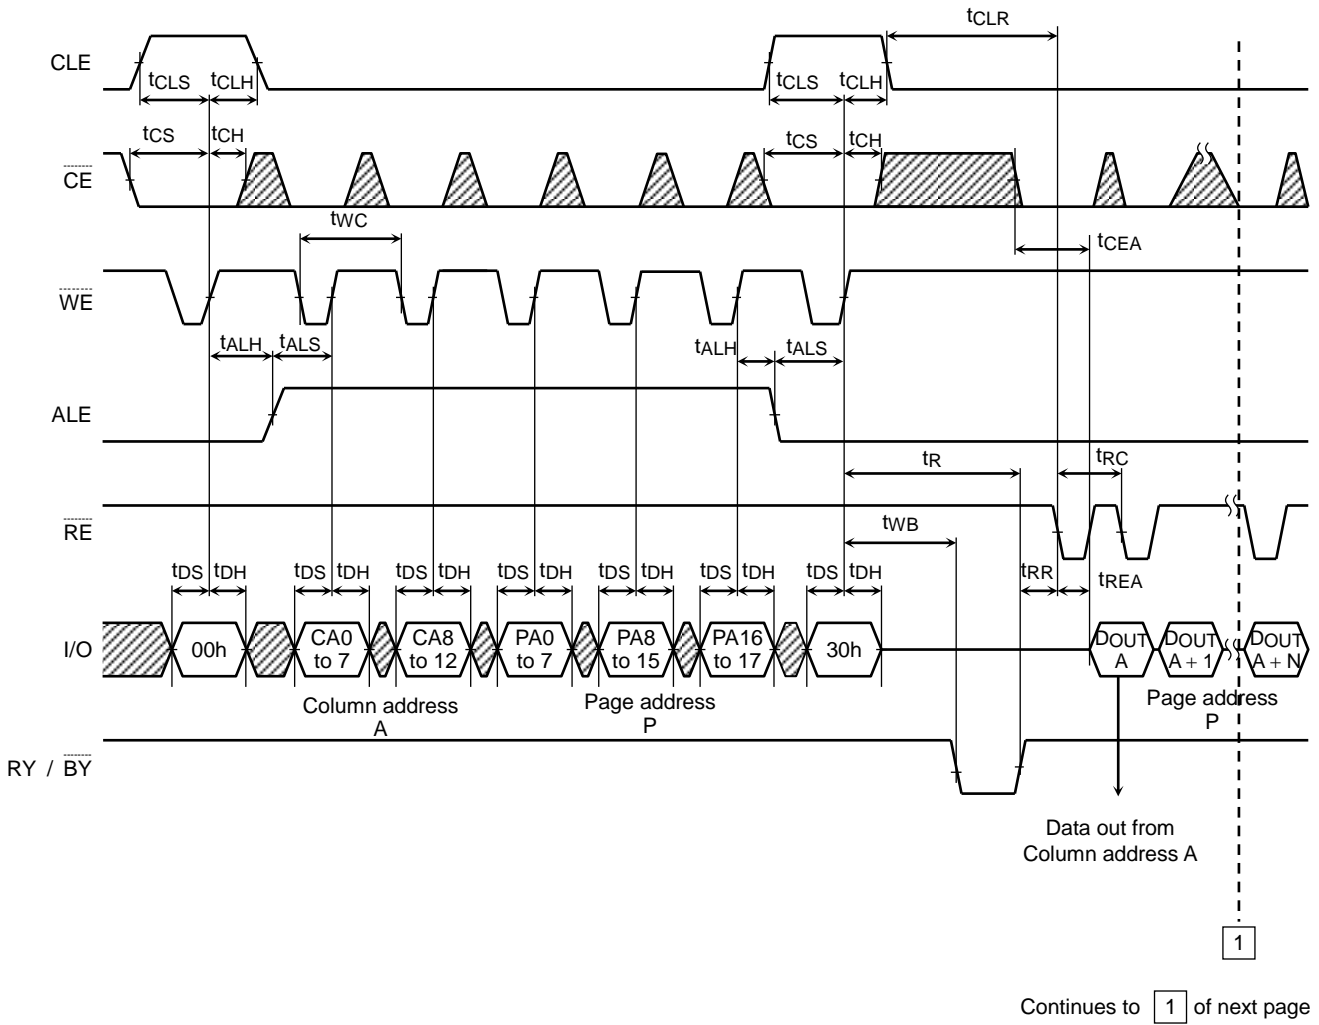 tCLR
CLE
tCLS tCLH tCLS tCLH
tCS tCH tCS tCH
CE
tWC
tCEA
WE
tALH tALS tALH tALS
ALE
tR tRC
RE
tWB
tDS tDH tDS tDH tDS tDH tDS tDH tDS tDH tDS tDH tDS tDH tRR tREA
I/O 00h CA0 to 7 CA8 to 12 PA0 to 7 PA8 to 15 PA16 to 17 30h DOUT A DOUT A + 1 DOUT A + N
Column address A
Page address P
Page address P
RY / BY
Data out from
Column address A
1
Continues to 1 of next page